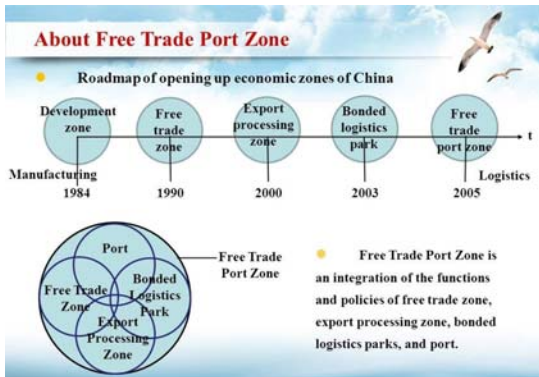 About Free Trade Port Zone
Roadmap of opening up economic zones of China
Development
zone
Free
trade
zone
Export
processing
zone
Bonded
logistics
park
Free
trade
port zone
t
Manufacturing
Logistics
1984
1990
2000
2003
2005
Port
Free Trade
Zone
Bonded
Logistics
Park
Export
Processing
Zone
Free Trade
Port Zone
Free Trade Port Zone is
an integration of the functions
and policies of free trade zone,
export processing zone, bonded
logistics parks, and port.